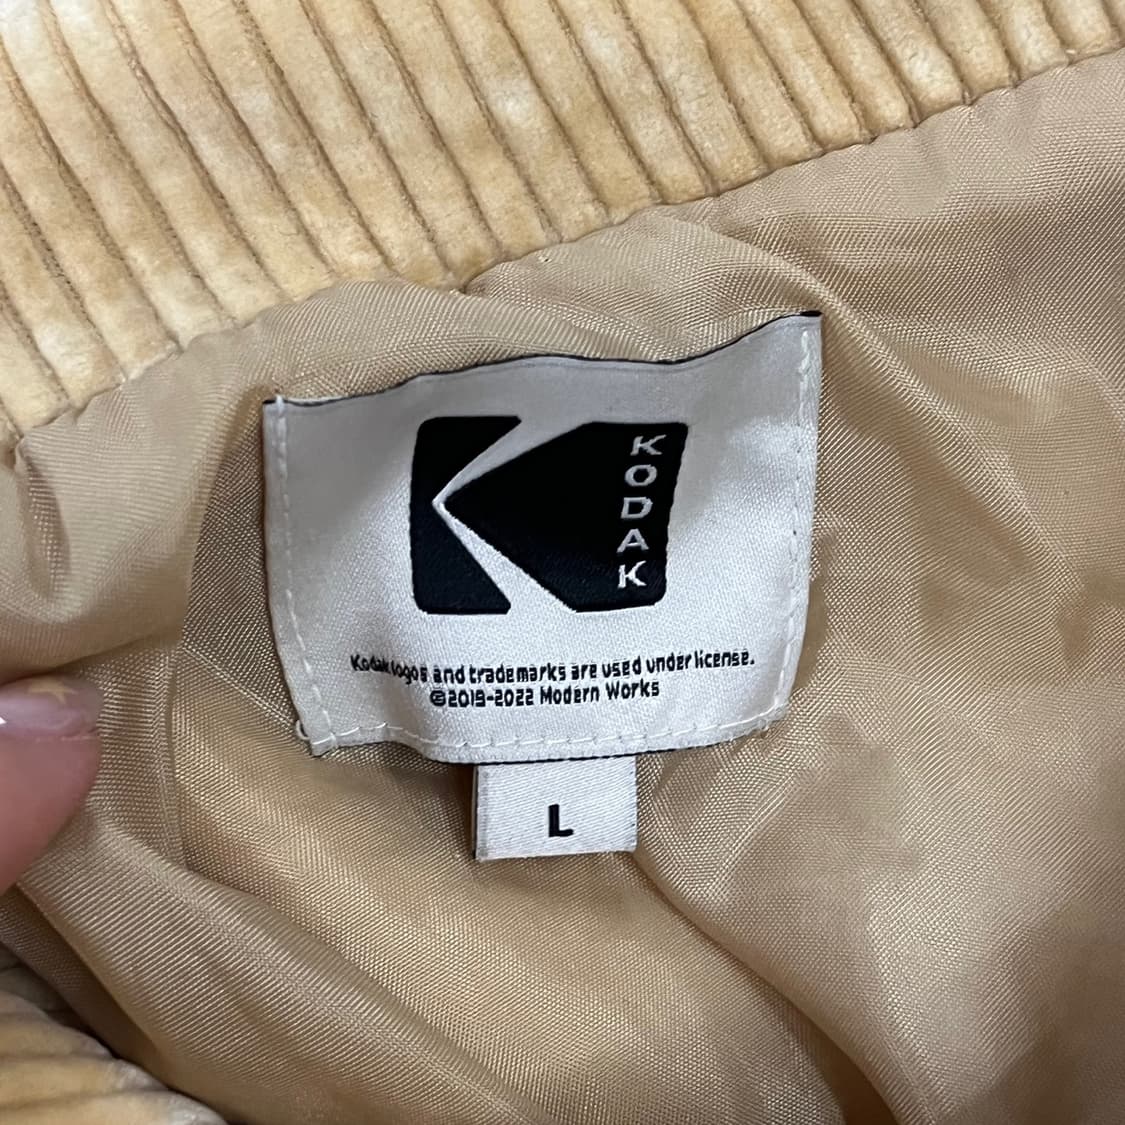 KODAK
Kodak logos and trademarks are used under license.
©2019-2022 Modern Works
L